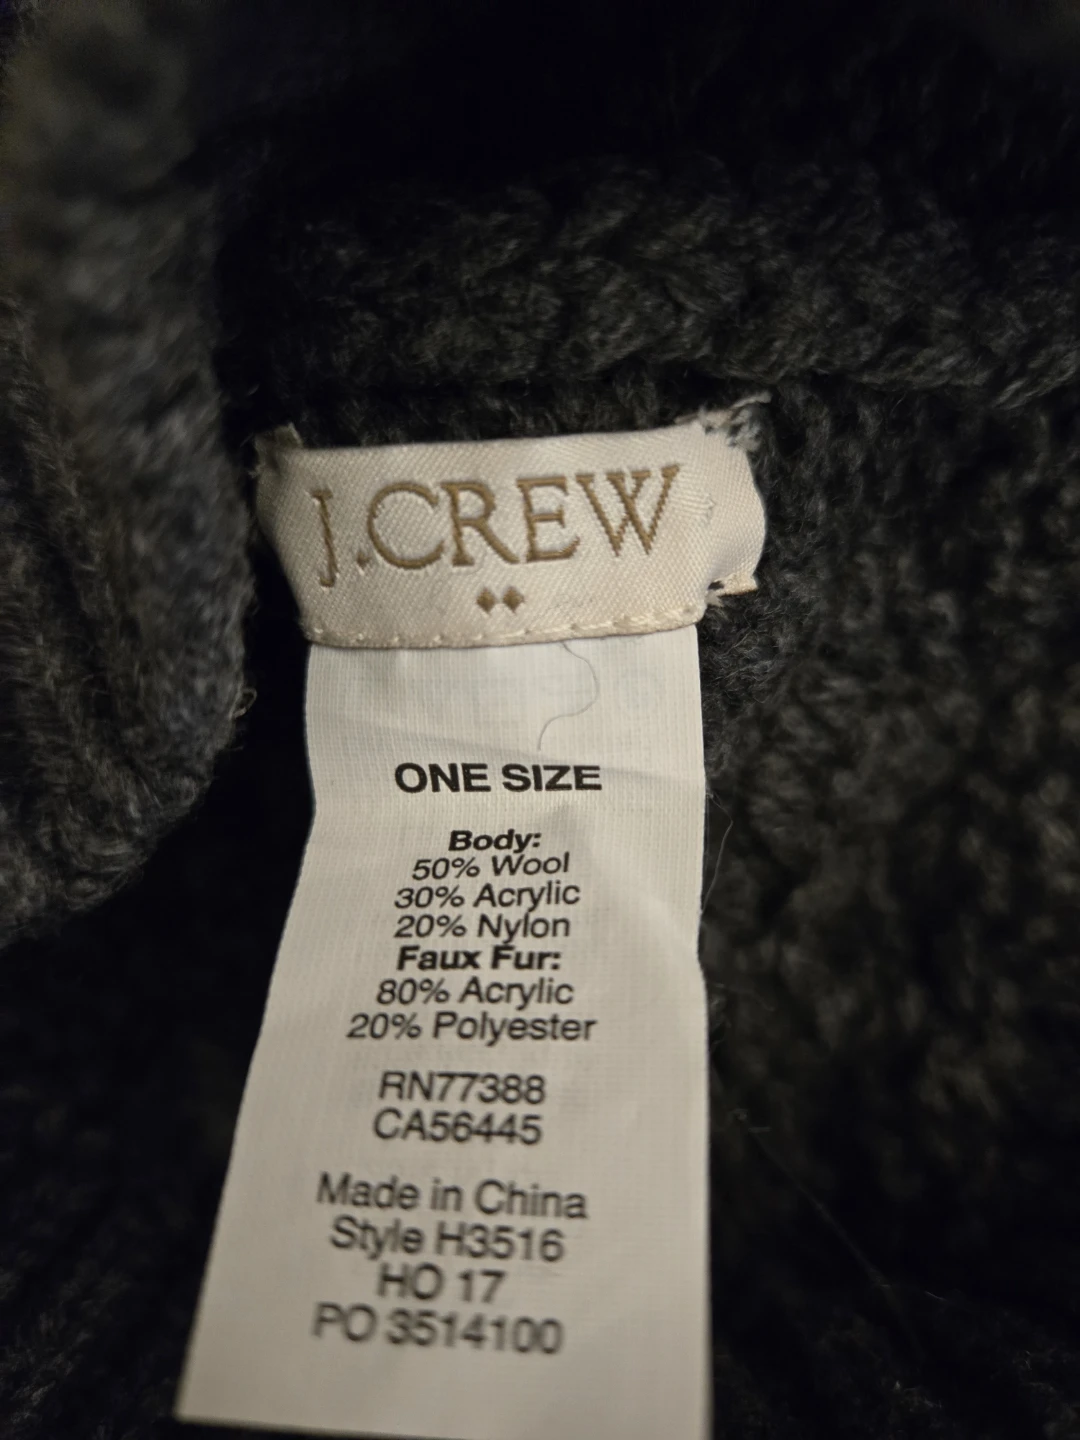 J.CREW
ONE SIZE
Body:
50% Wool
30% Acrylic
20% Nylon
Faux Fur:
80% Acrylic
20% Polyester
RN77388
CA56445
Made in China
Style H3516
HO 17
PO 3514100